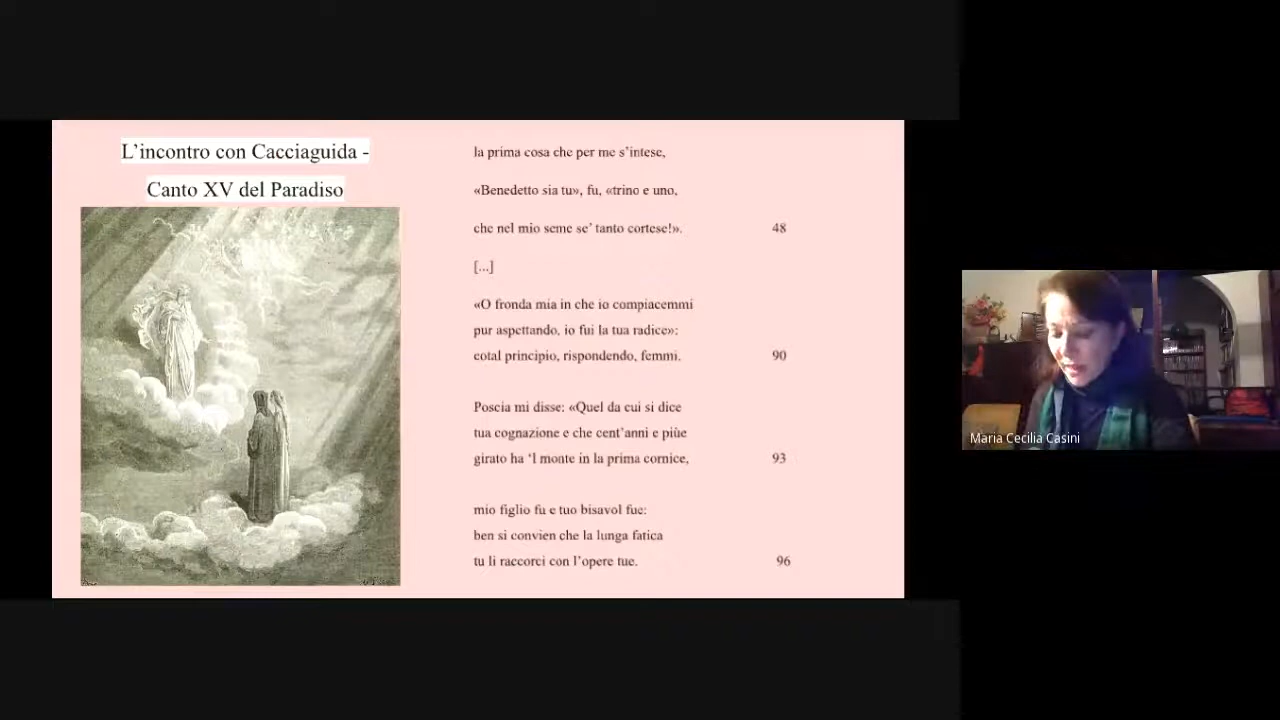 L’incontro con Cacciaguida -
Canto XV del Paradiso
la prima cosa che per me s’intese,
«Benedetto sia tu», fu, «trino e uno,
che nel mio seme se’ tanto cortese!». 48
[...]
«O fronda mia in che io compiacemmi
pur aspettando, io fui la tua radice»:
cotal principio, rispondendo, femmi. 90
Poscia mi disse: «Quel da cui si dice
tua cognazione e che cent’anni e piùe
girato ha ‘l monte in la prima cornice, 93
mio figlio fu e tuo bisavol fue:
ben si convien che la lunga fatica
tu li raccorci con l’opere tue. 96
Maria Cecilia Casini